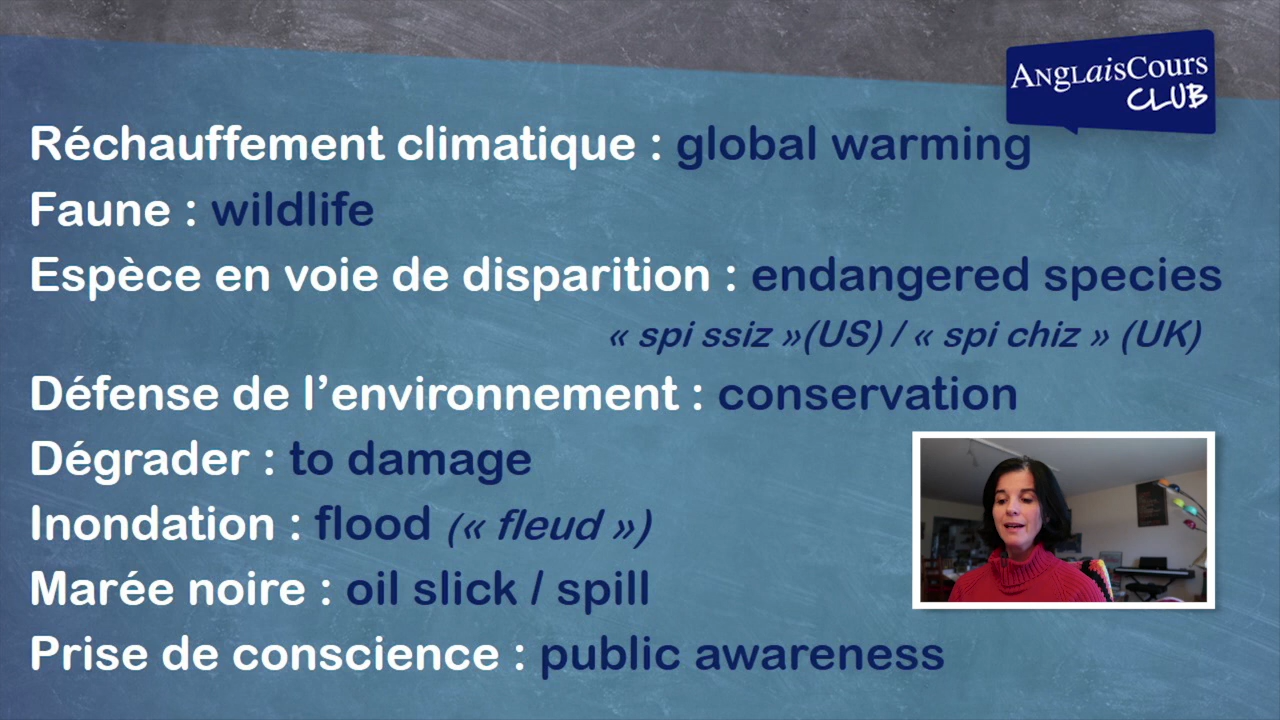 ANGLAISCOURS
CLUB
Réchauffement climatique : global warming
Faune : wildlife
Espèce en voie de disparition : endangered species
« spi ssiz »(US) / « spi chiz » (UK)
Défense de l’environnement : conservation
Dégrader : to damage
Inondation : flood (« fleud »)
Marée noire : oil slick / spill
Prise de conscience : public awareness